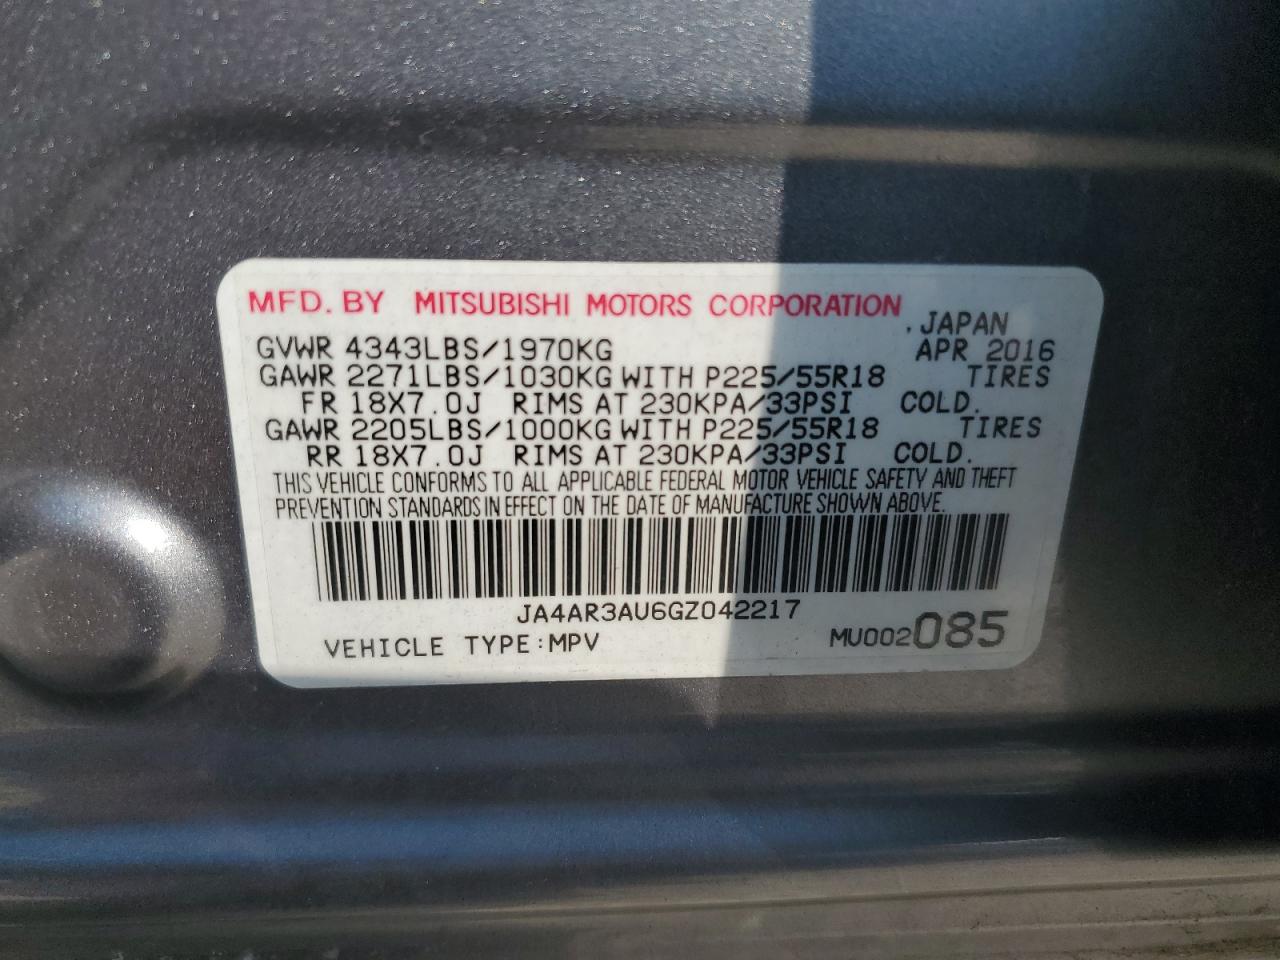 MFD. BY MITSUBISHI MOTORS CORPORATION
JAPAN
GVWR 4343LBS/1970KG APR 2016
GAWR 2271LBS/1030KG WITH P225/55R18 TIRES
FR 18X7.0J RIMS AT 230KPA/33PSI COLD.
GAWR 2205LBS/1000KG WITH P225/55R18 TIRES
RR 18X7.0J RIMS AT 230KPA/33PSI COLD.
THIS VEHICLE CONFORMS TO ALL APPLICABLE FEDERAL MOTOR VEHICLE SAFETY AND THEFT
PREVENTION STANDARDS IN EFFECT ON THE DATE OF MANUFACTURE SHOWN ABOVE.
JA4AR3AU6GZ042217
VEHICLE TYPE:MPV MU002085